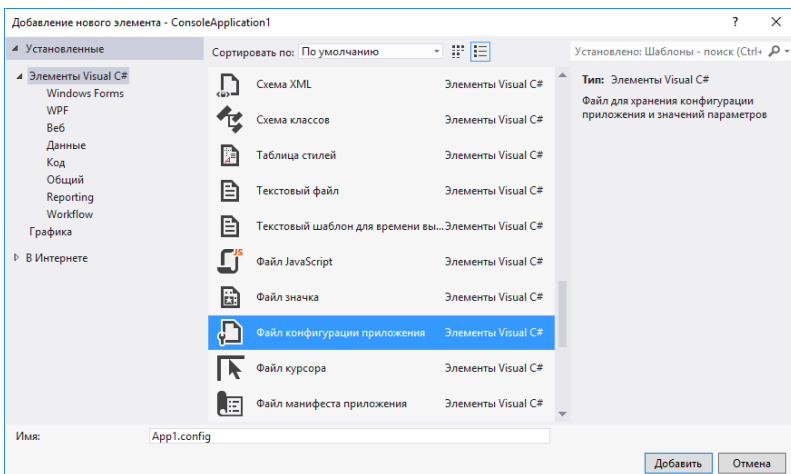 Добавление нового элемента - ConsoleApplication1
Установленные
Сортировать по: По умолчанию
Установлено: Шаблоны - поиск (Ctrl+
Элементы Visual C#
Windows Forms
WPF
Веб
Данные
Код
Общий
Reporting
Workflow
Графика
В Интернете
Схема XML Элементы Visual C#
Схема классов Элементы Visual C#
Таблица стилей Элементы Visual C#
Текстовый файл Элементы Visual C#
Текстовый шаблон для времени вы... Элементы Visual C#
Файл JavaScript Элементы Visual C#
Файл значка Элементы Visual C#
Файл конфигурации приложения Элементы Visual C#
Файл курсора Элементы Visual C#
Файл манифеста приложения Элементы Visual C#
Тип: Элементы Visual C#
Файл для хранения конфигурации
приложения и значений параметров
Имя: App1.config
Добавить Отмена